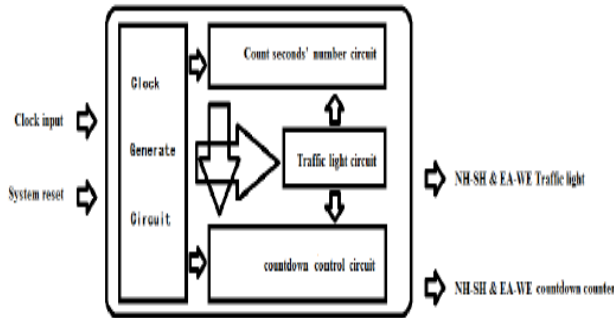 Count seconds' number circuit
Clock
Clock input
Generate
Traffic light circuit
NH-SH & EA-WE Traffic light
System reset
Circuit
countdown control circuit
NH-SH & EA-WE countdown counter